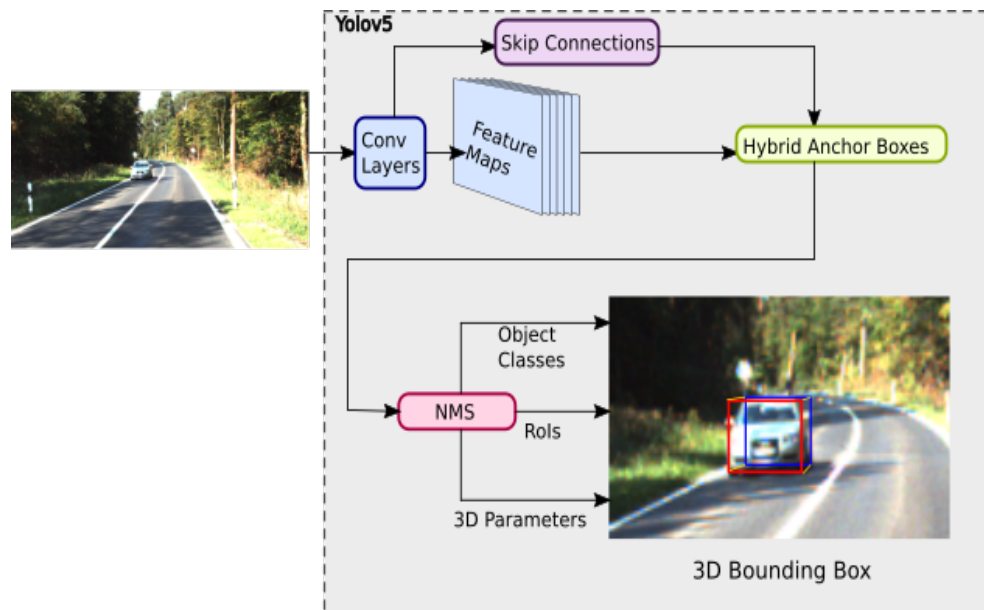 Yolov5
Skip Connections
Conv
Layers
Feature
Maps
Hybrid Anchor Boxes
Object
Classes
NMS
RoIs
3D Parameters
3D Bounding Box